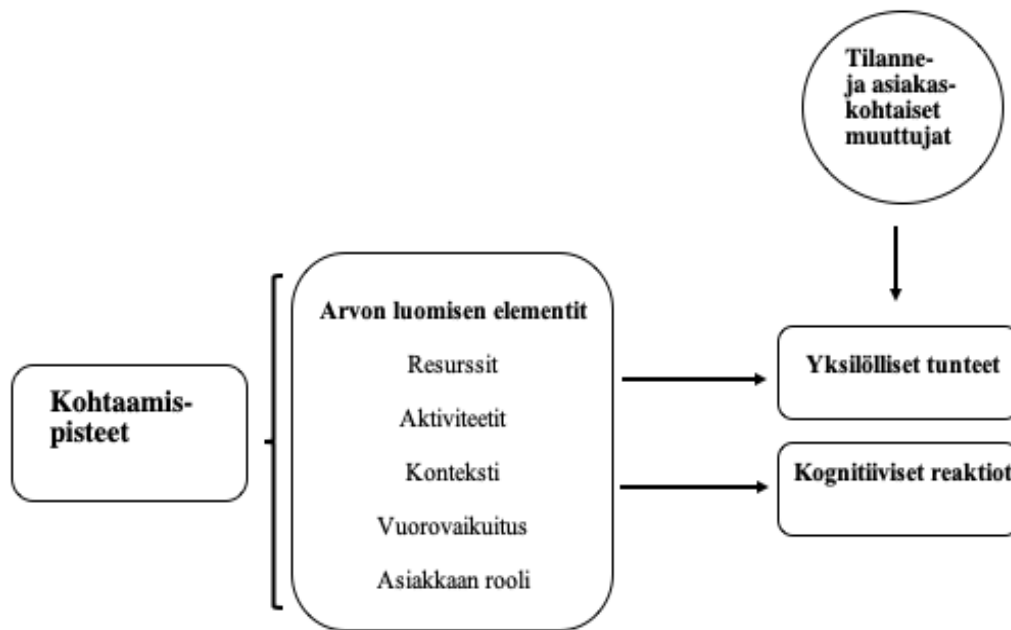 Tilanne-
ja asiakas-
kohtaiset
muuttujat
Arvon luomisen elementit
Resurssit
Aktiviteetit
Konteksti
Vuorovaikuitus
Asiakkaan rooli
Kohtaamis-
pisteet
Yksilölliset tunteet
Kognitiiviset reaktiot